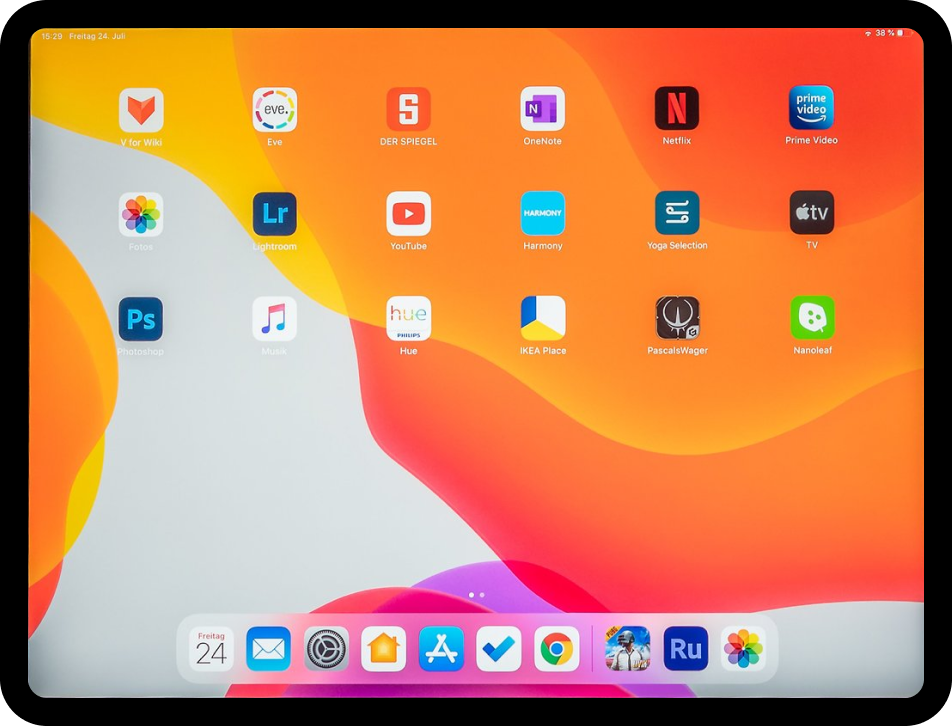 15:29 Freitag 24. Juli
38 %
V for Wiki
eve.
Eve
S
DER SPIEGEL
N
OneNote
N
Netflix
prime
video
Prime Video
Fotos
Lr
Lightroom
YouTube
HARMONY
Harmony
Yoga Selection
tv
TV
Ps
Photoshop
Musik
hue
PHILIPS
Hue
IKEA Place
G
PascalsWager
Nanoleaf
Freitag
24
Ru